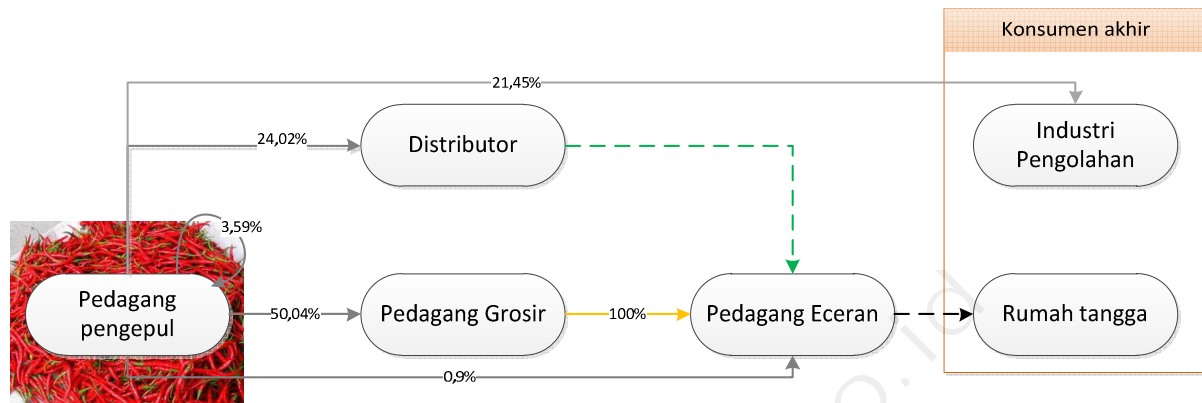 Konsumen akhir
21,45%
24,02%
Distributor
Industri
Pengolahan
3,59%
Pedagang
pengepul
50,04%
Pedagang Grosir
100%
Pedagang Eceran
Rumah tangga
0,9%
o.id